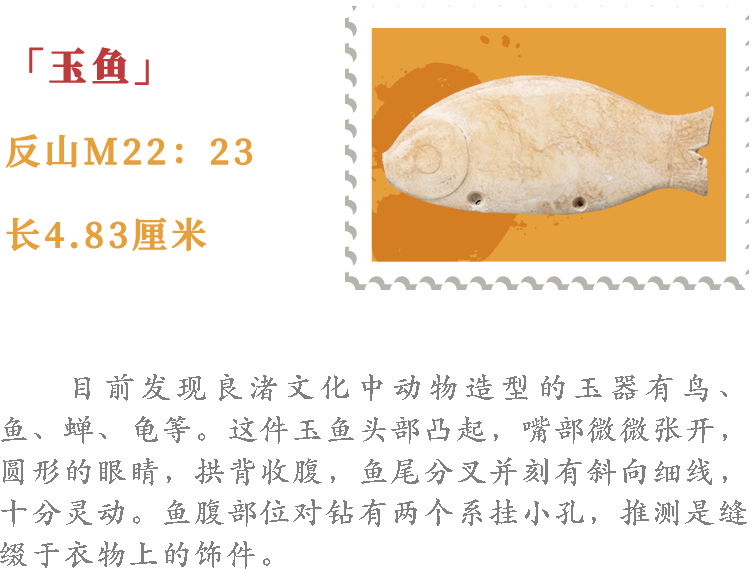 「玉鱼」
反山M22：23
长4.83厘米
目前发现良渚文化中动物造型的玉器有鸟、
鱼、蝉、龟等。这件玉鱼头部凸起，嘴部微微张开，
圆形的眼睛，拱背收腹，鱼尾分叉并刻有斜向细线，
十分灵动。鱼腹部位对钻有两个系挂小孔，推测是缝
缀于衣物上的饰件。